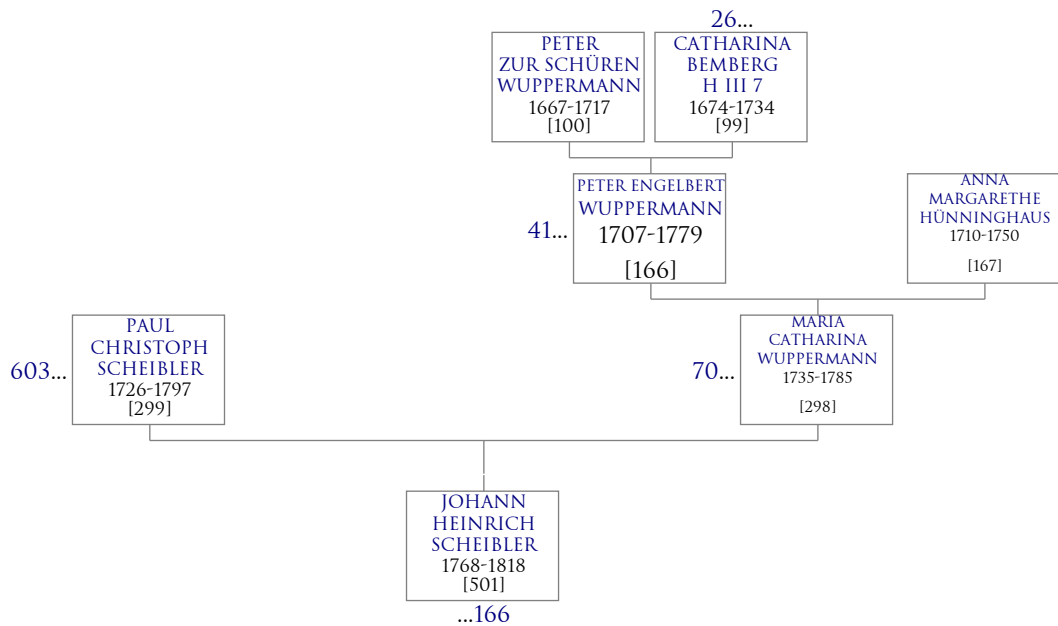 26...
PETER
ZUR SCHÜREN
WUPPERMANN
1667-1717
[100]
CATHARINA
BEMBERG
H III 7
1674-1734
[99]
41...
PETER ENGELBERT
WUPPERMANN
1707-1779
[166]
ANNA
MARGARETHE
HÜNNINGHAUS
1710-1750
[167]
603...
PAUL
CHRISTOPH
SCHEIBLER
1726-1797
[299]
70...
MARIA
CATHARINA
WUPPERMANN
1735-1785
[298]
JOHANN
HEINRICH
SCHEIBLER
1768-1818
[501]
...166